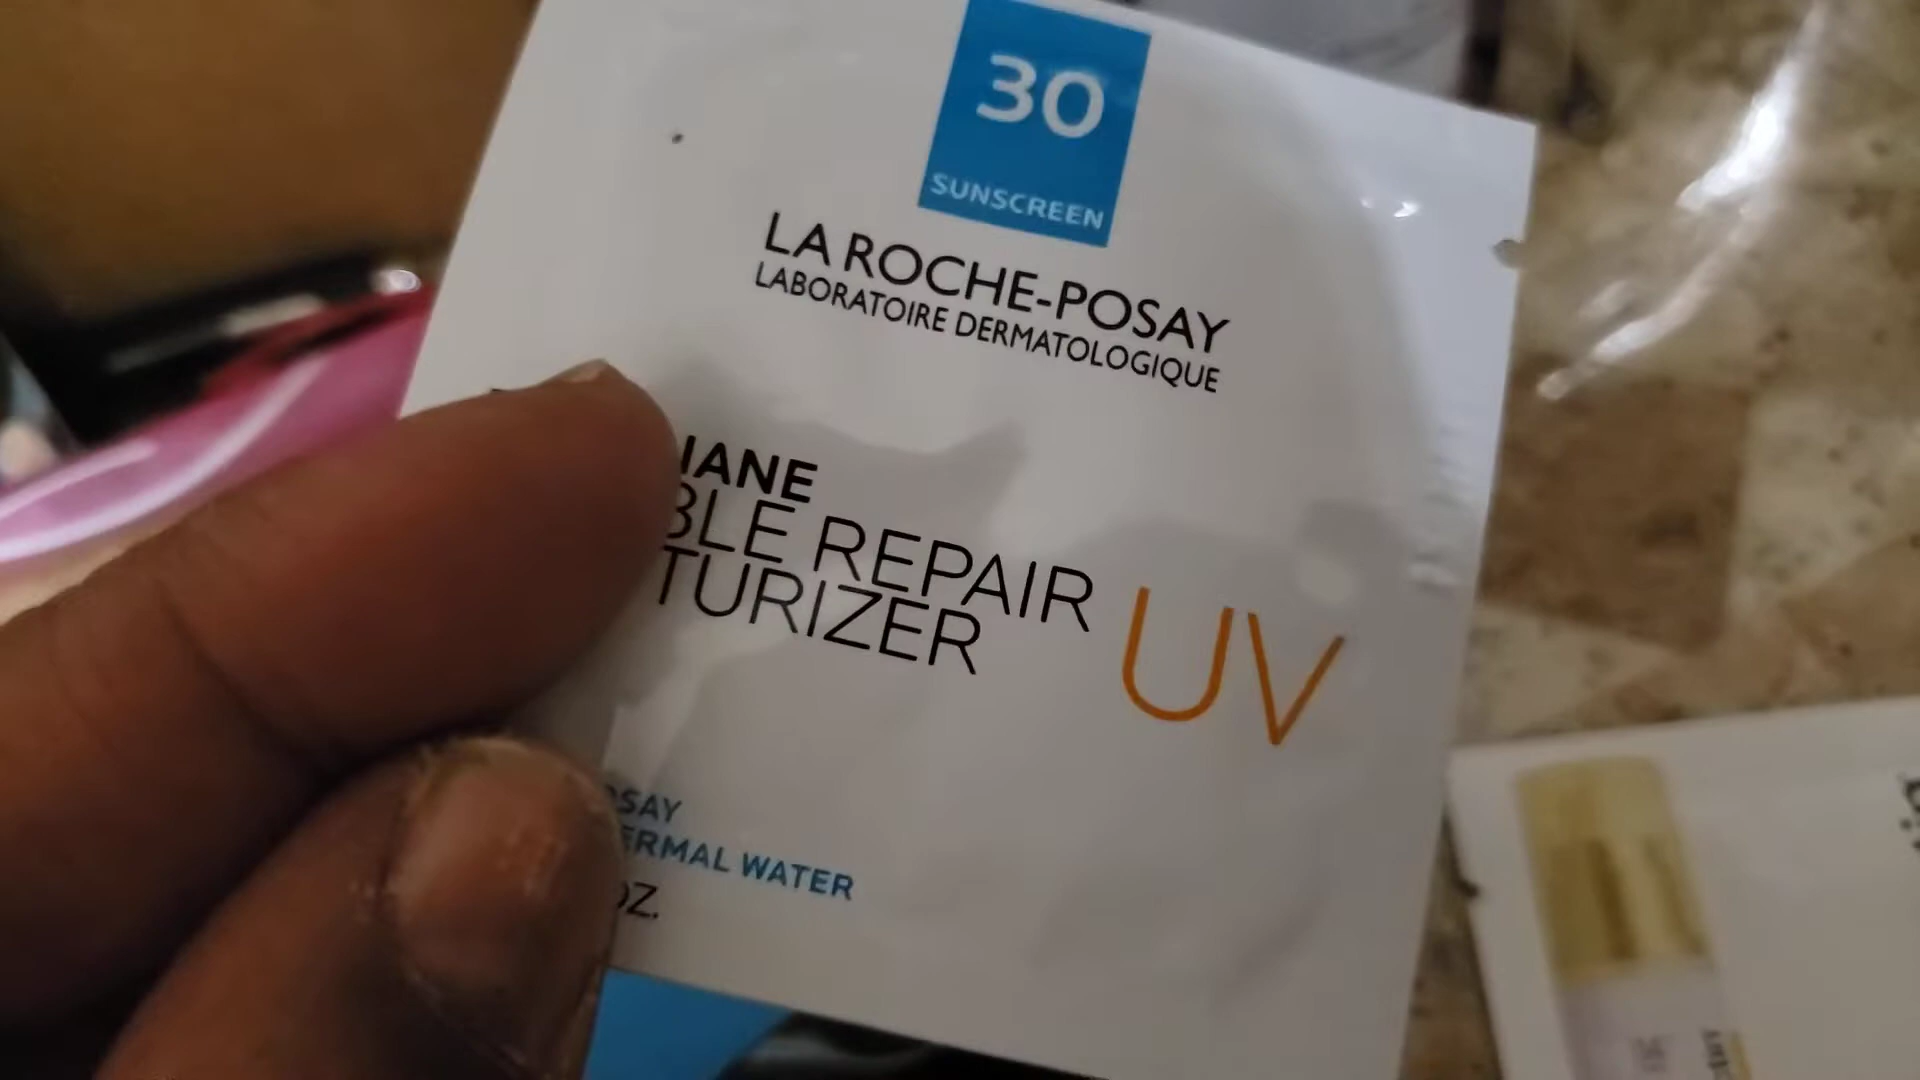 30
SUNSCREEN
LA ROCHE-POSAY
LABORATOIRE DERMATOLOGIQUE
IANE
BLE REPAIR UV
TURIZER
OSAY
ERMAL WATER
OZ.